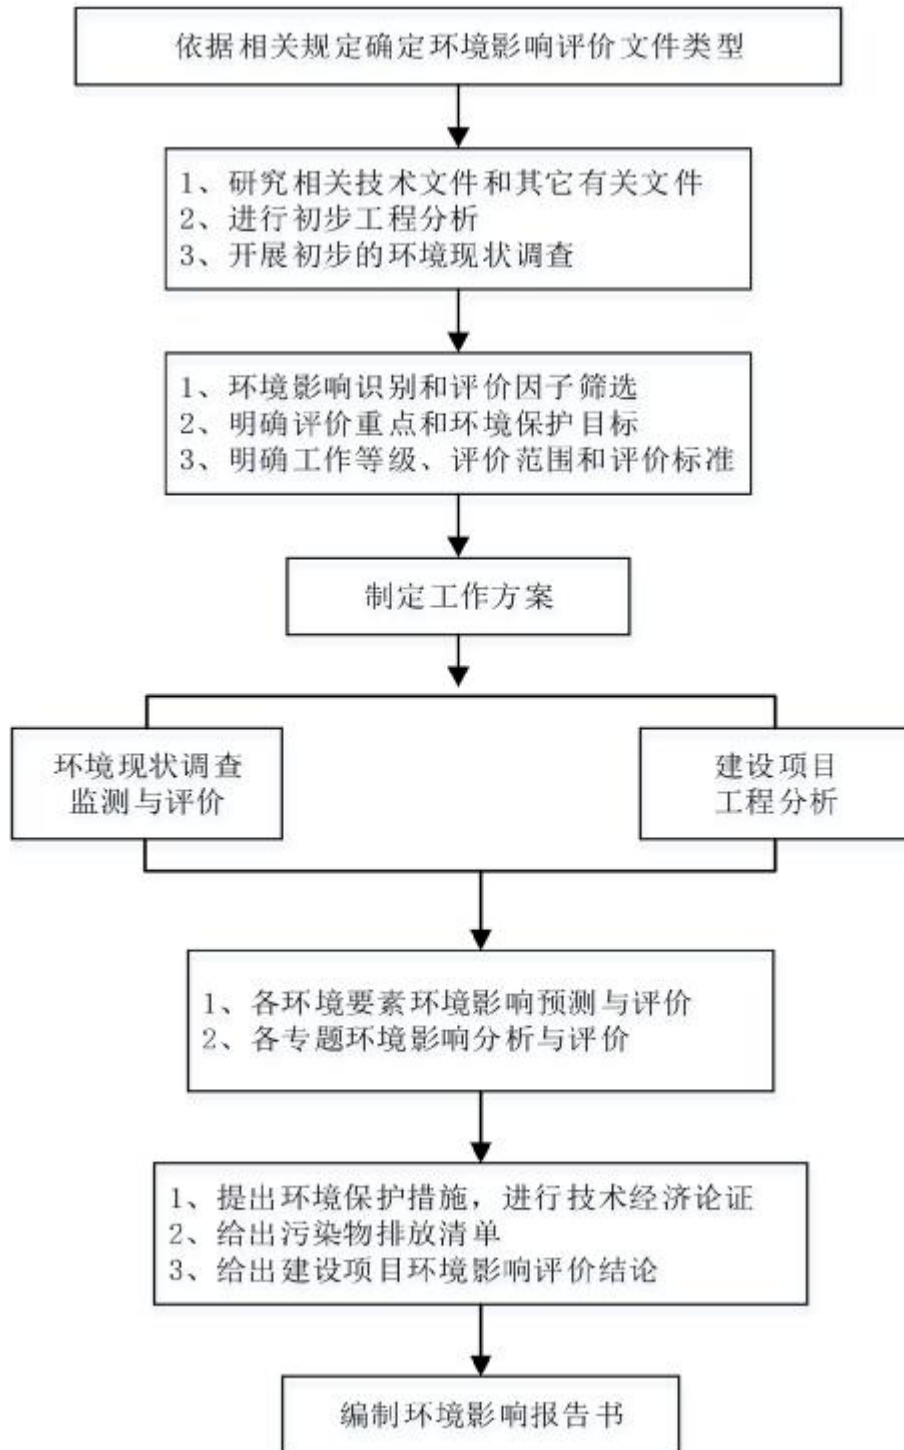 依据相关规定确定环境影响评价文件类型
1、研究相关技术文件和其它有关文件
2、进行初步工程分析
3、开展初步的环境现状调查
1、环境影响识别和评价因子筛选
2、明确评价重点和环境保护目标
3、明确工作等级、评价范围和评价标准
制定工作方案
环境现状调查
监测与评价
建设项目
工程分析
1、各环境要素环境影响预测与评价
2、各专题环境影响分析与评价
1、提出环境保护措施，进行技术经济论证
2、给出污染物排放清单
3、给出建设项目环境影响评价结论
编制环境影响报告书